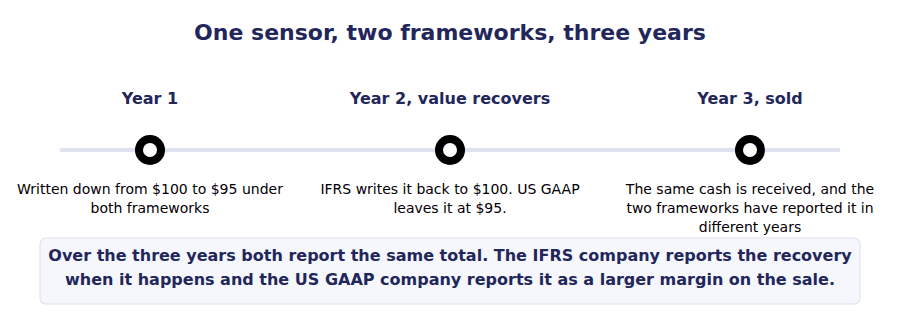 One sensor, two frameworks, three years
Year 1
Year 2, value recovers
Year 3, sold
Written down from $100 to $95 under
both frameworks
IFRS writes it back to $100. US GAAP
leaves it at $95.
The same cash is received, and the
two frameworks have reported it in
different years
Over the three years both report the same total. The IFRS company reports the recovery
when it happens and the US GAAP company reports it as a larger margin on the sale.